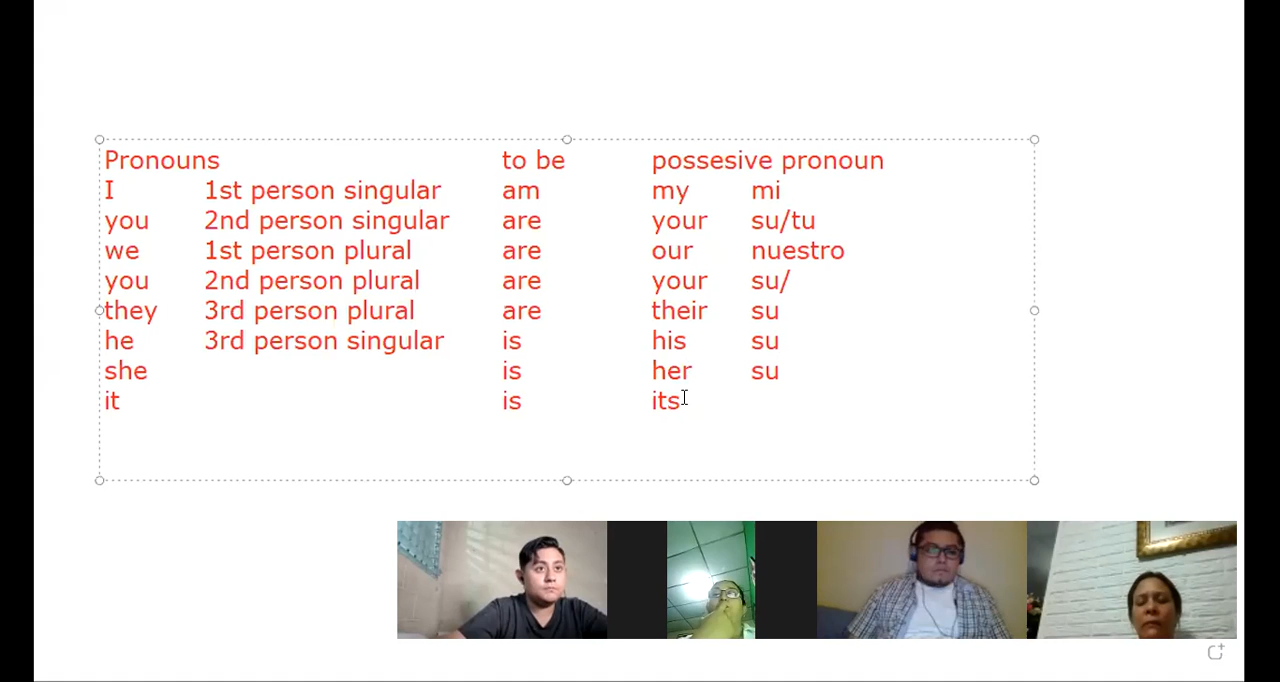 Pronouns to be possesive pronoun
I 1st person singular am my mi
you 2nd person singular are your su/tu
we 1st person plural are our nuestro
you 2nd person plural are your su/
they 3rd person plural are their su
he 3rd person singular is his su
she is her su
it is its